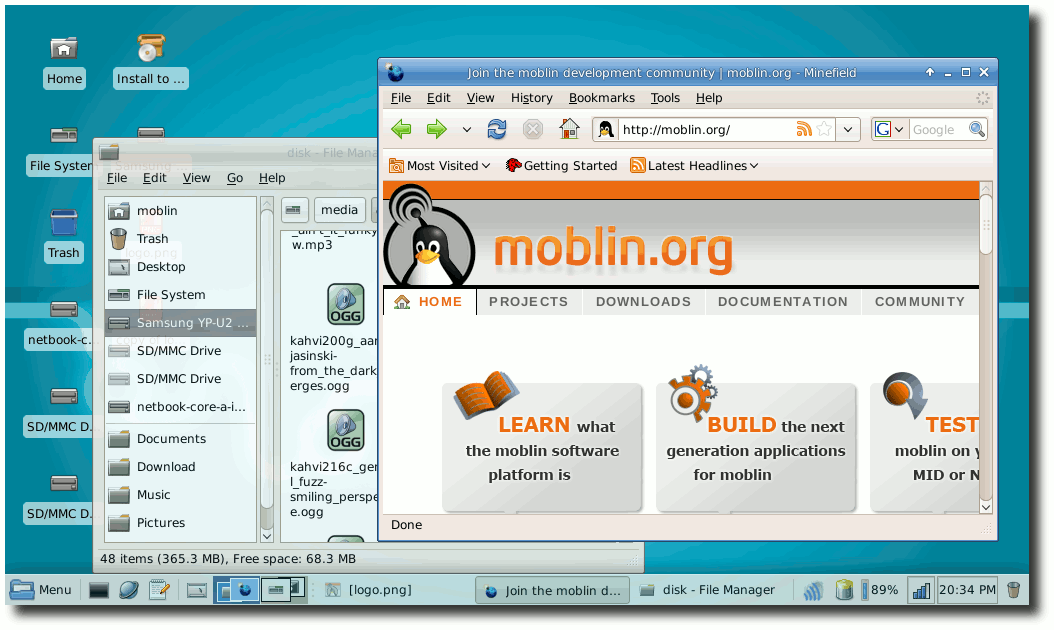 Home
Install to ...
File System
Trash
netbook-c...
SD/MMC D...
SD/MMC D...
disk - File Mana
File Edit View Go Help
moblin
Trash
Desktop
File System
Samsung YP-U2 ...
SD/MMC Drive
SD/MMC Drive
netbook-core-a-i...
Documents
Download
Music
Pictures
media
_ain't_it_funky
w.mp3
OGG
kahvi200g_aar
jasinski-
from_the_dark
erges.ogg
OGG
kahvi216c_ger
l_fuzz-
smiling_perspe
e.ogg
48 items (365.3 MB), Free space: 68.3 MB
Join the moblin development community | moblin.org - Minefield
File Edit View History Bookmarks Tools Help
http://moblin.org/
G Google
Most Visited Getting Started Latest Headlines
moblin.org
HOME PROJECTS DOWNLOADS DOCUMENTATION COMMUNITY
LEARN what
the moblin software
platform is
BUILD the next
generation applications
for moblin
TEST
moblin on y
MID or N
Done
Menu [logo.png] Join the moblin d... disk - File Manager 89% 20:34 PM